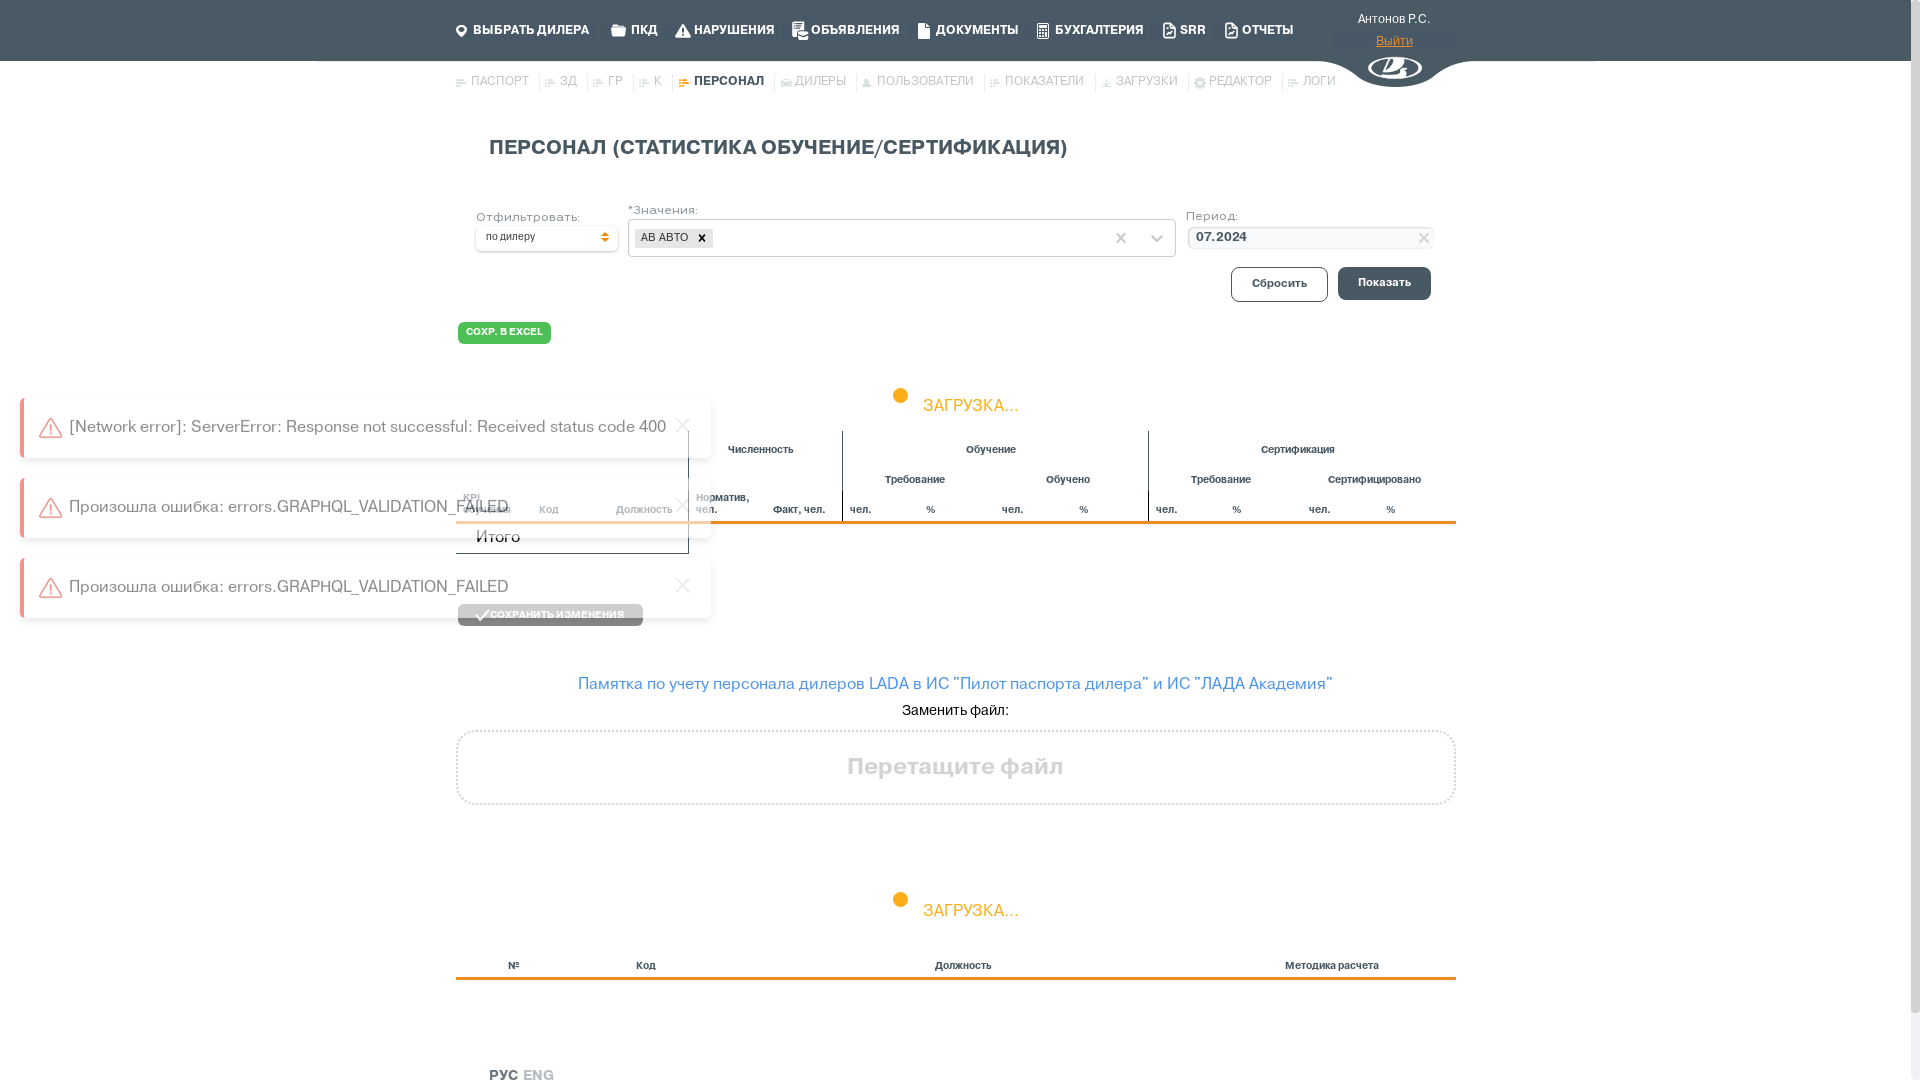 ВЫБРАТЬ ДИЛЕРА ПКД НАРУШЕНИЯ ОБЪЯВЛЕНИЯ ДОКУМЕНТЫ БУХГАЛТЕРИЯ SRR ОТЧЕТЫ
Антонов Р.С.
Выйти
ПАСПОРТ ЗД ГР К ПЕРСОНАЛ ДИЛЕРЫ ПОЛЬЗОВАТЕЛИ ПОКАЗАТЕЛИ ЗАГРУЗКИ РЕДАКТОР ЛОГИ
ПЕРСОНАЛ (СТАТИСТИКА ОБУЧЕНИЕ/СЕРТИФИКАЦИЯ)
Отфильтровать: *Значения: Период:
по дилеру АВ АВТО 07.2024
Сбросить Показать
СОХР. В EXCEL
ЗАГРУЗКА...
[Network error]: ServerError: Response not successful: Received status code 400
Численность Обучение Сертификация
Требование Обучено Требование Сертифицировано
KPI обучения Код Должность Норматив, чел. Факт, чел. чел. % чел. % чел. % чел. %
Произошла ошибка: errors.GRAPHQL_VALIDATION_FAILED
Итого
Произошла ошибка: errors.GRAPHQL_VALIDATION_FAILED
СОХРАНИТЬ ИЗМЕНЕНИЯ
Памятка по учету персонала дилеров LADA в ИС "Пилот паспорта дилера" и ИС "ЛАДА Академия"
Заменить файл:
Перетащите файл
ЗАГРУЗКА...
№ Код Должность Методика расчета
РУС ENG